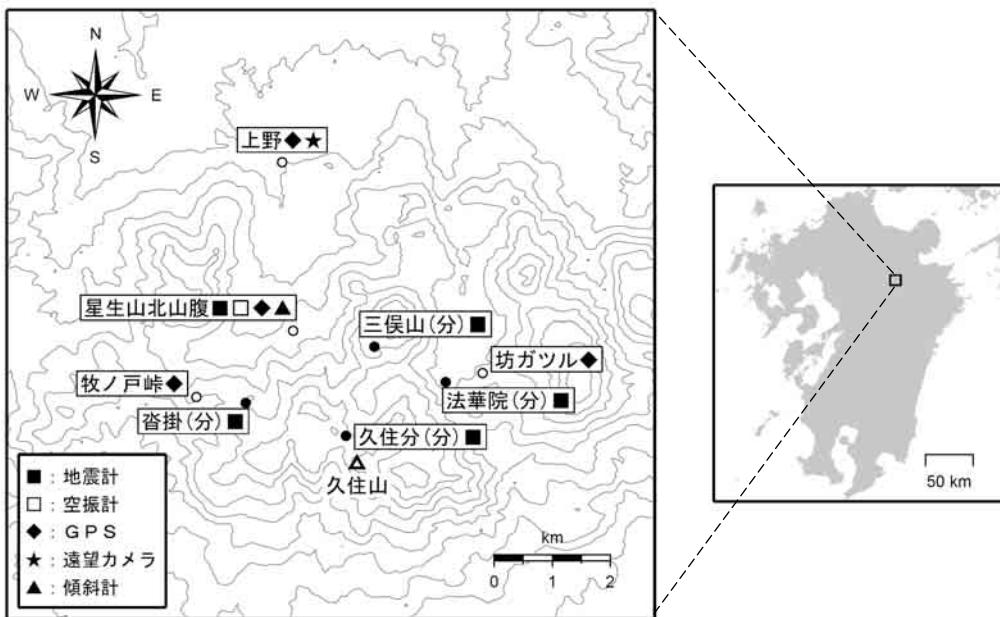 N
W E
S
上野◆★
星生山北山腹■□◆▲
三俣山(分)■
坊ガツル◆
牧ノ戸峠◆
法華院(分)■
沓掛(分)■
久住分(分)■
久住山
■:地震計
□:空振計
◆:GPS
★:遠望カメラ
▲:傾斜計
km
0 1 2
50 km